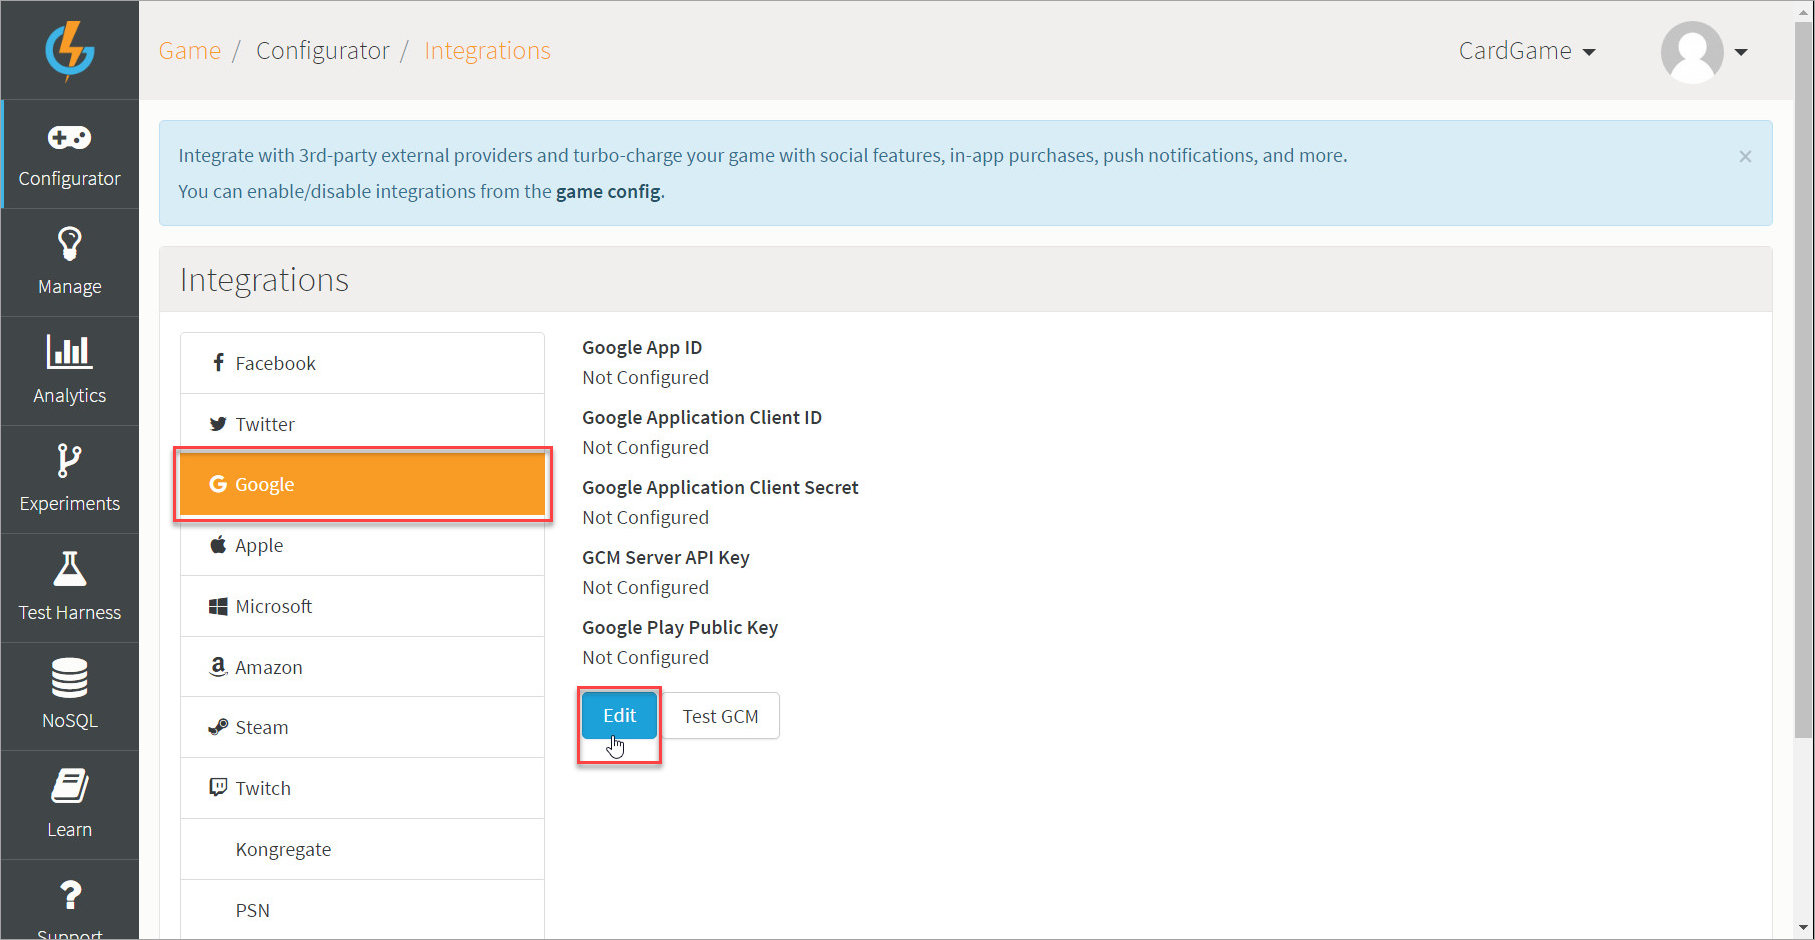 Game / Configurator / Integrations
CardGame
Configurator
Manage
Analytics
Experiments
Test Harness
NoSQL
Learn
Support
Integrate with 3rd-party external providers and turbo-charge your game with social features, in-app purchases, push notifications, and more.
You can enable/disable integrations from the game config.
Integrations
Facebook
Twitter
Google
Apple
Microsoft
Amazon
Steam
Twitch
Kongregate
PSN
Google App ID
Not Configured
Google Application Client ID
Not Configured
Google Application Client Secret
Not Configured
GCM Server API Key
Not Configured
Google Play Public Key
Not Configured
Edit
Test GCM